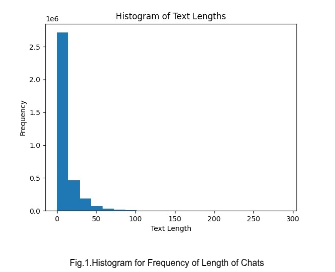 Histogram of Text Lengths
1e6
2.5
2.0
1.5
1.0
0.5
0.0
Frequency
0 50 100 150 200 250 300
Text Length
Fig.1.Histogram for Frequency of Length of Chats